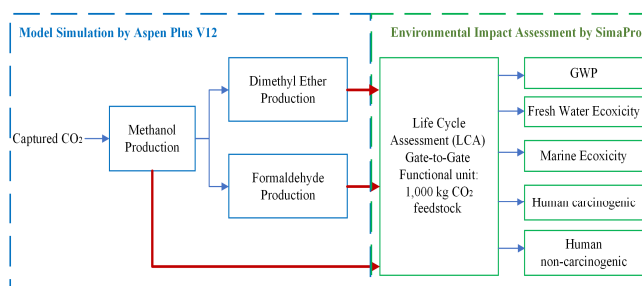 Model Simulation by Aspen Plus V12
Environmental Impact Assessment by SimaPro
Captured CO2
Methanol
Production
Dimethyl Ether
Production
Formaldehyde
Production
Life Cycle
Assessment (LCA)
Gate-to-Gate
Functional unit:
1,000 kg CO2
feedstock
GWP
Fresh Water Ecoxicity
Marine Ecoxicity
Human carcinogenic
Human
non-carcinogenic